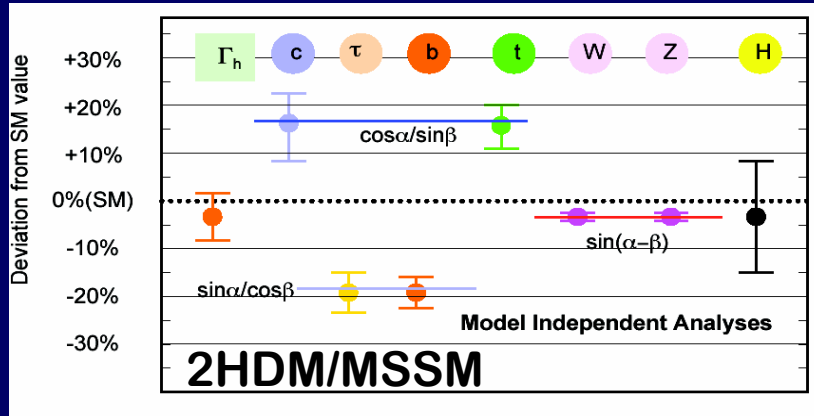 Deviation from SM value
+30%
+20%
+10%
0%(SM)
-10%
-20%
-30%
Γh c τ b t W Z H
cosα/sinβ
sin(α−β)
sinα/cosβ
Model Independent Analyses
2HDM/MSSM